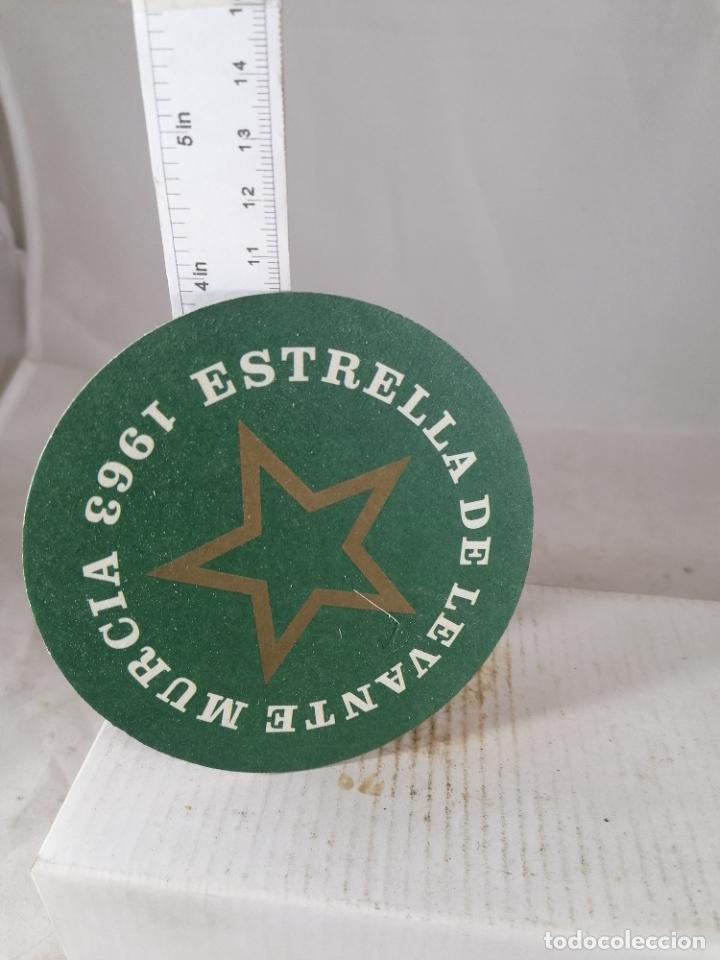 5 in
4 in
14
13
12
11
ESTRELLA DE LEVANTE MURCIA 1963
todocoleccion